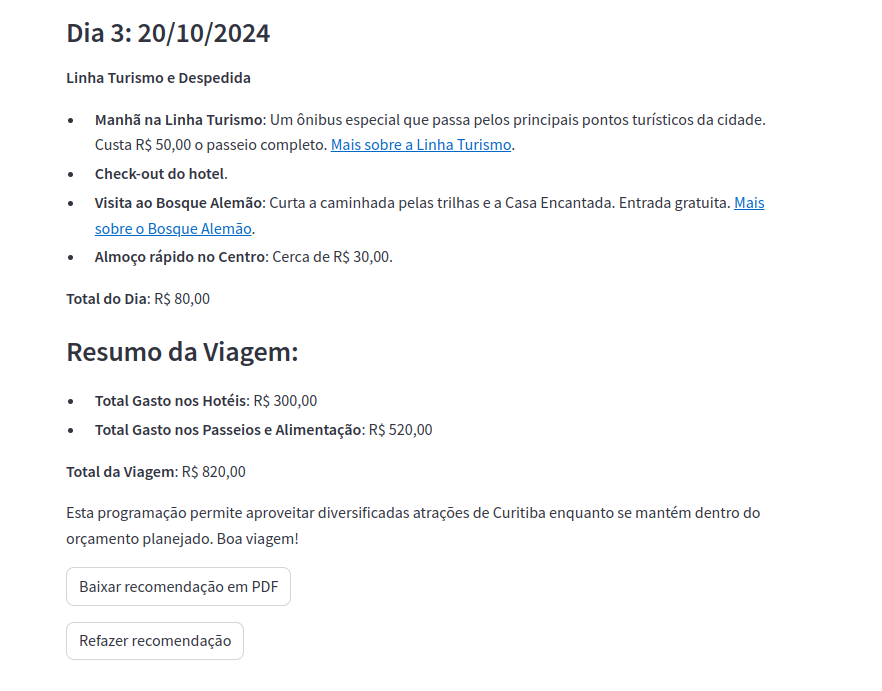 Dia 3: 20/10/2024
Linha Turismo e Despedida
• Manhã na Linha Turismo: Um ônibus especial que passa pelos principais pontos turísticos da cidade.
Custa R$ 50,00 o passeio completo. Mais sobre a Linha Turismo.
• Check-out do hotel.
• Visita ao Bosque Alemão: Curta a caminhada pelas trilhas e a Casa Encantada. Entrada gratuita. Mais
sobre o Bosque Alemão.
• Almoço rápido no Centro: Cerca de R$ 30,00.
Total do Dia: R$ 80,00
Resumo da Viagem:
• Total Gasto nos Hotéis: R$ 300,00
• Total Gasto nos Passeios e Alimentação: R$ 520,00
Total da Viagem: R$ 820,00
Esta programação permite aproveitar diversificadas atrações de Curitiba enquanto se mantém dentro do
orçamento planejado. Boa viagem!
Baixar recomendação em PDF
Refazer recomendação